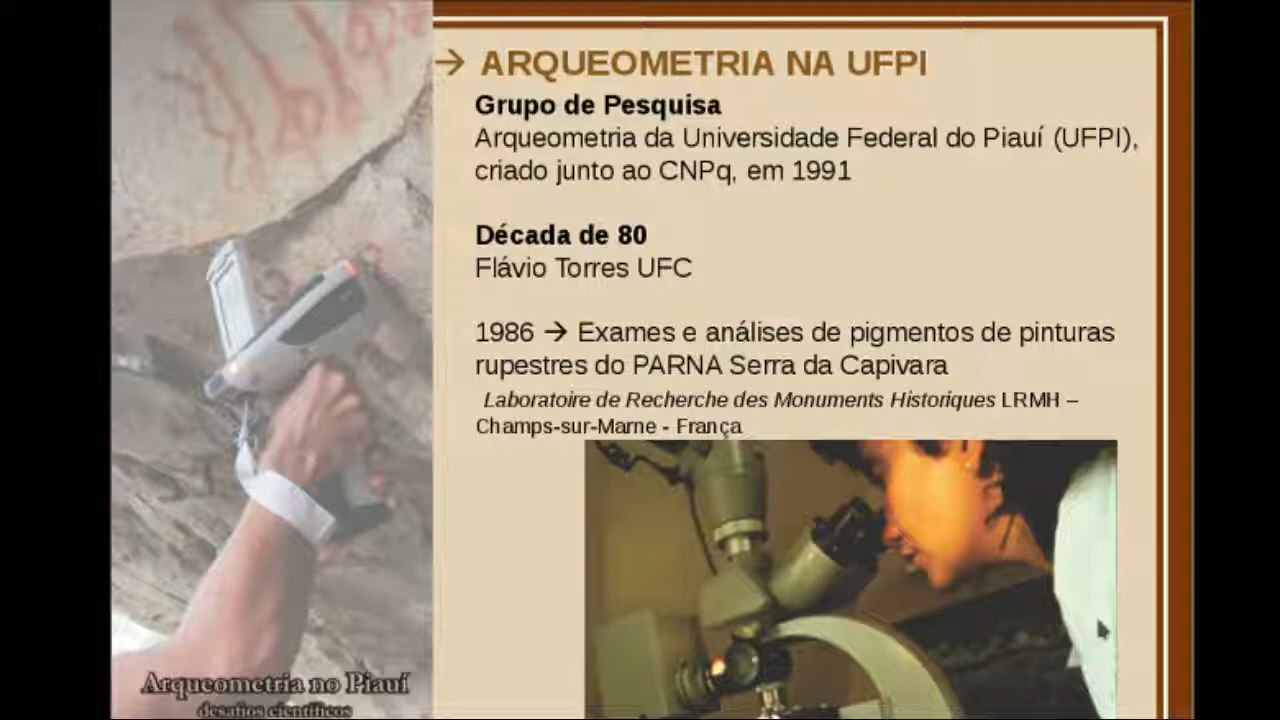 → ARQUEOMETRIA NA UFPI
Grupo de Pesquisa
Arqueometria da Universidade Federal do Piauí (UFPI),
criado junto ao CNPq, em 1991
Década de 80
Flávio Torres UFC
1986 → Exames e análises de pigmentos de pinturas
rupestres do PARNA Serra da Capivara
Laboratoire de Recherche des Monuments Historiques LRMH –
Champs-sur-Marne - França
Arqueometria no Piauí
desafios científicos